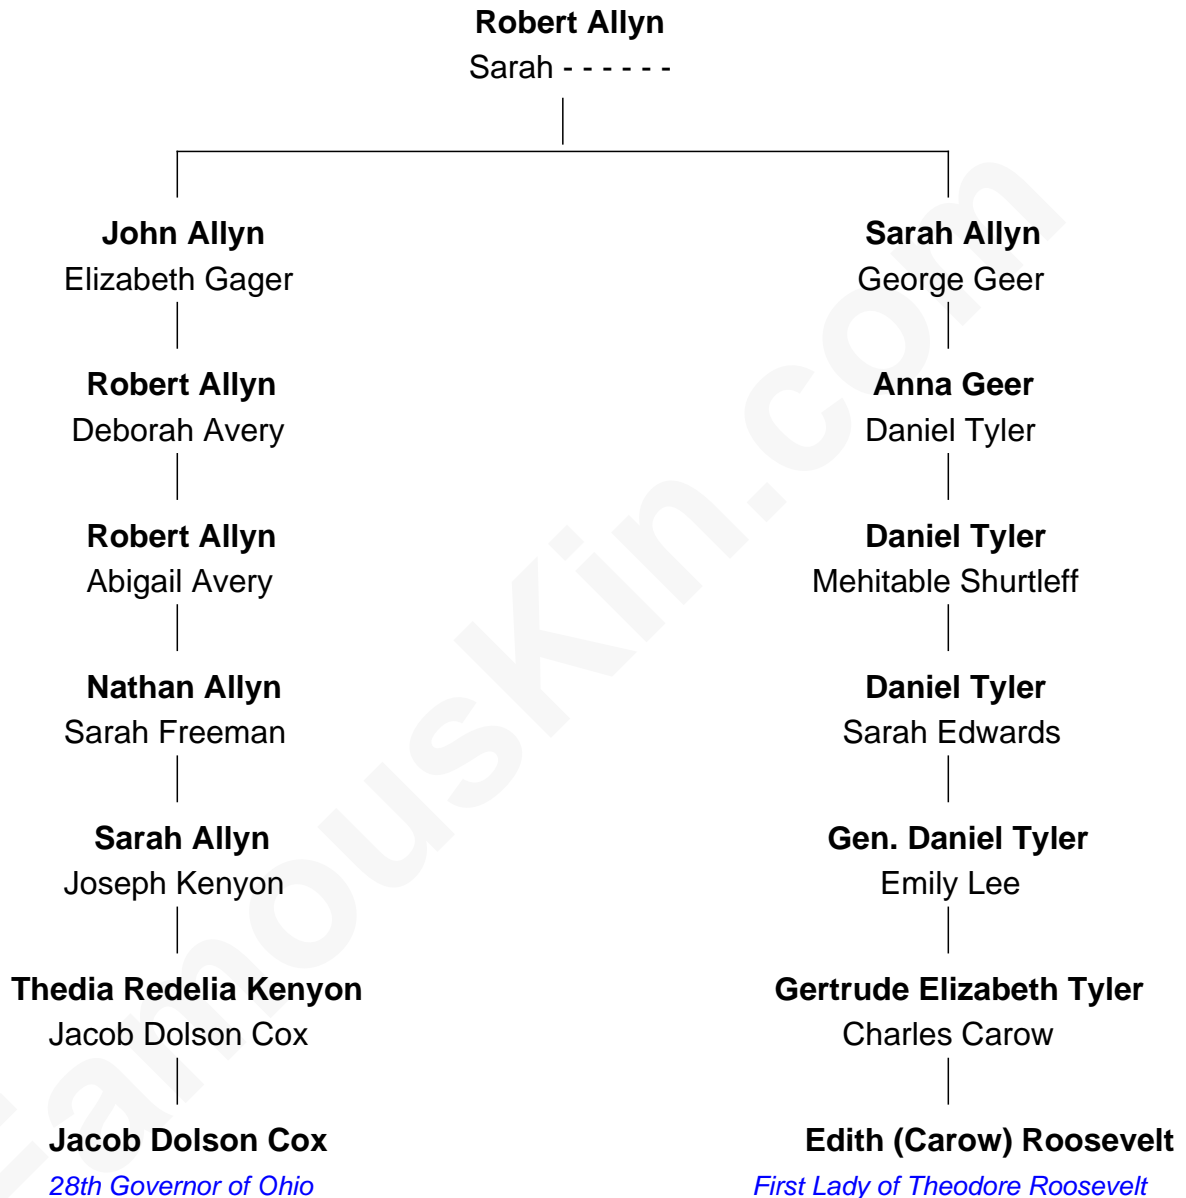 Robert Allyn
Sarah - - - - - -
John Allyn
Elizabeth Gager
Robert Allyn
Deborah Avery
Robert Allyn
Abigail Avery
Nathan Allyn
Sarah Freeman
Sarah Allyn
Joseph Kenyon
Thedia Redelia Kenyon
Jacob Dolson Cox
Jacob Dolson Cox
28th Governor of Ohio
Sarah Allyn
George Geer
Anna Geer
Daniel Tyler
Daniel Tyler
Mehitable Shurtleff
Daniel Tyler
Sarah Edwards
Gen. Daniel Tyler
Emily Lee
Gertrude Elizabeth Tyler
Charles Carow
Edith (Carow) Roosevelt
First Lady of Theodore Roosevelt
FamousKin.com